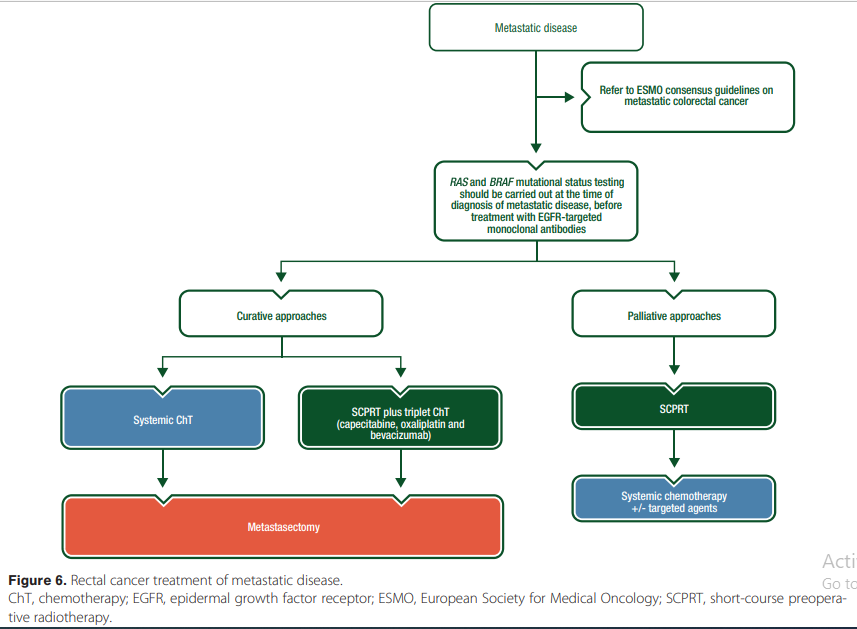 Metastatic disease
Refer to ESMO consensus guidelines on
metastatic colorectal cancer
RAS and BRAF mutational status testing
should be carried out at the time of
diagnosis of metastatic disease, before
treatment with EGFR-targeted
monoclonal antibodies
Curative approaches
Palliative approaches
Systemic ChT
SCPRT plus triplet ChT
(capecitabine, oxaliplatin and
bevacizumab)
SCPRT
Metastasectomy
Systemic chemotherapy
+/- targeted agents
Figure 6. Rectal cancer treatment of metastatic disease.
ChT, chemotherapy; EGFR, epidermal growth factor receptor; ESMO, European Society for Medical Oncology; SCPRT, short-course preopera-
tive radiotherapy.
Acti
Go to